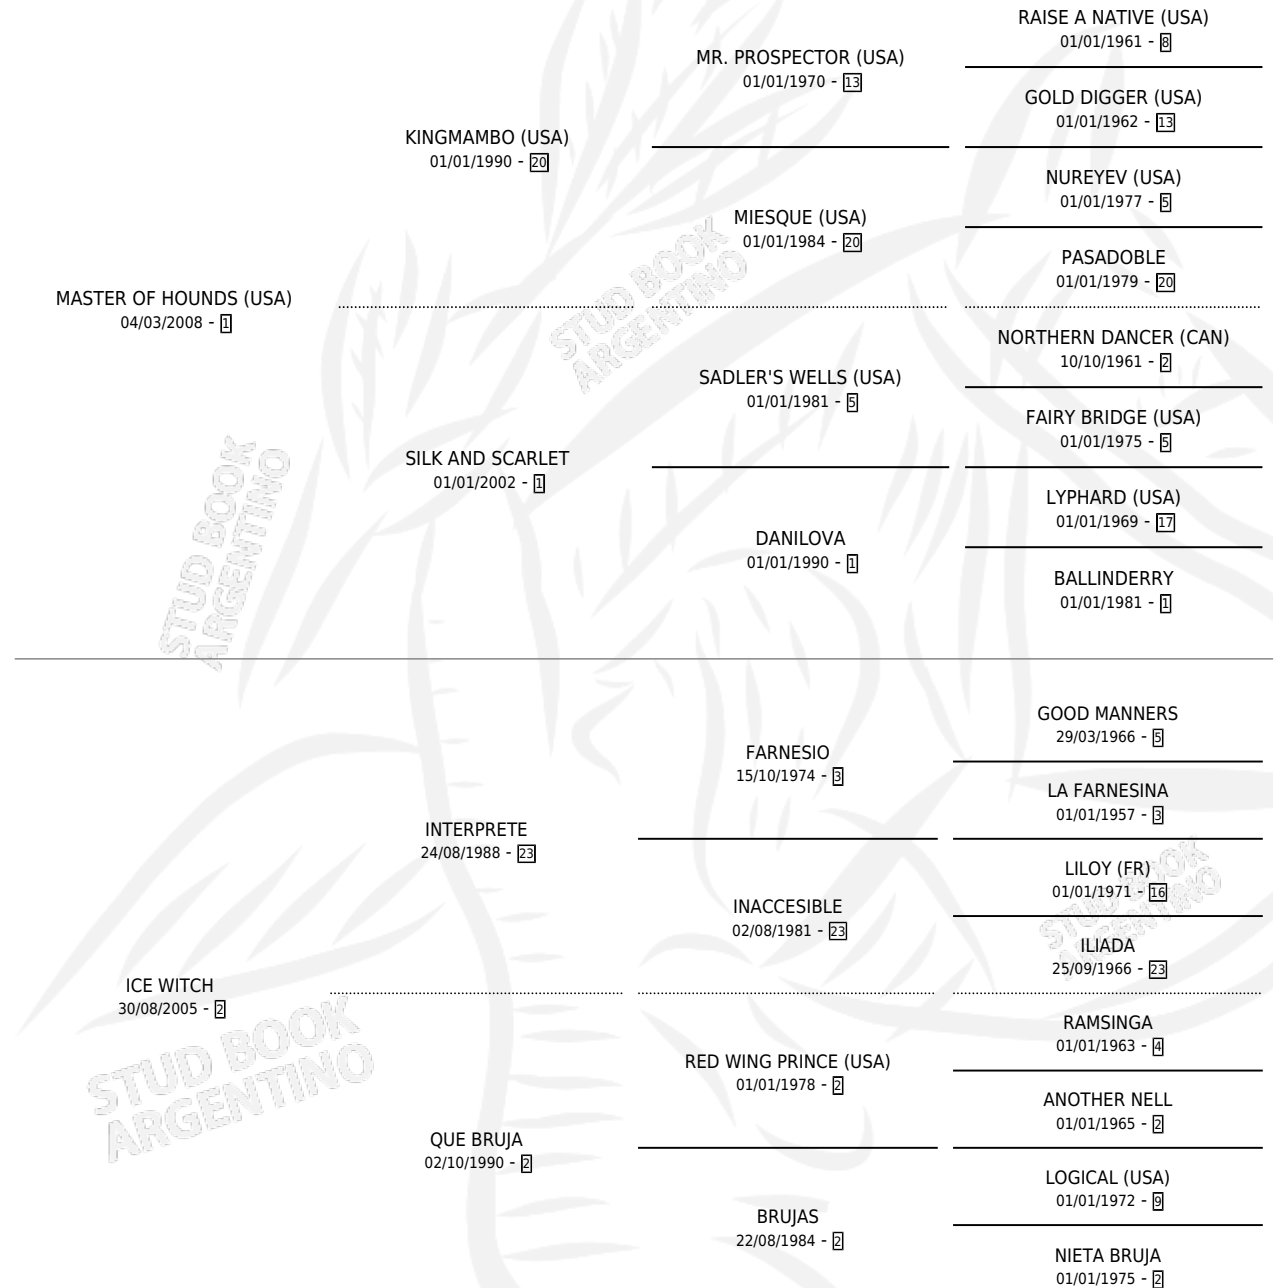 RAISE A NATIVE (USA)
01/01/1961 - 8
MR. PROSPECTOR (USA)
01/01/1970 - 13
GOLD DIGGER (USA)
01/01/1962 - 13
KINGMAMBO (USA)
01/01/1990 - 20
NUREYEV (USA)
01/01/1977 - 5
MIESQUE (USA)
01/01/1984 - 20
PASADOBLE
01/01/1979 - 20
MASTER OF HOUNDS (USA)
04/03/2008 - 1
NORTHERN DANCER (CAN)
10/10/1961 - 2
SADLER'S WELLS (USA)
01/01/1981 - 5
FAIRY BRIDGE (USA)
01/01/1975 - 5
SILK AND SCARLET
01/01/2002 - 1
LYPHARD (USA)
01/01/1969 - 17
DANILOVA
01/01/1990 - 1
BALLINDERRY
01/01/1981 - 1
GOOD MANNERS
29/03/1966 - 5
FARNESIO
15/10/1974 - 3
LA FARNESINA
01/01/1957 - 3
INTERPRETE
24/08/1988 - 23
LILOY (FR)
01/01/1971 - 16
INACCESIBLE
02/08/1981 - 23
ILIADA
25/09/1966 - 23
ICE WITCH
30/08/2005 - 2
RAMSINGA
01/01/1963 - 4
RED WING PRINCE (USA)
01/01/1978 - 2
ANOTHER NELL
01/01/1965 - 2
QUE BRUJA
02/10/1990 - 2
LOGICAL (USA)
01/01/1972 - 9
BRUJAS
22/08/1984 - 2
NIETA BRUJA
01/01/1975 - 2
STUD BOOK
ARGENTINO
STUD BOOK
ARGENTINO
STUD BOOK
ARGENTINO
STUD BOOK
ARGENTINO